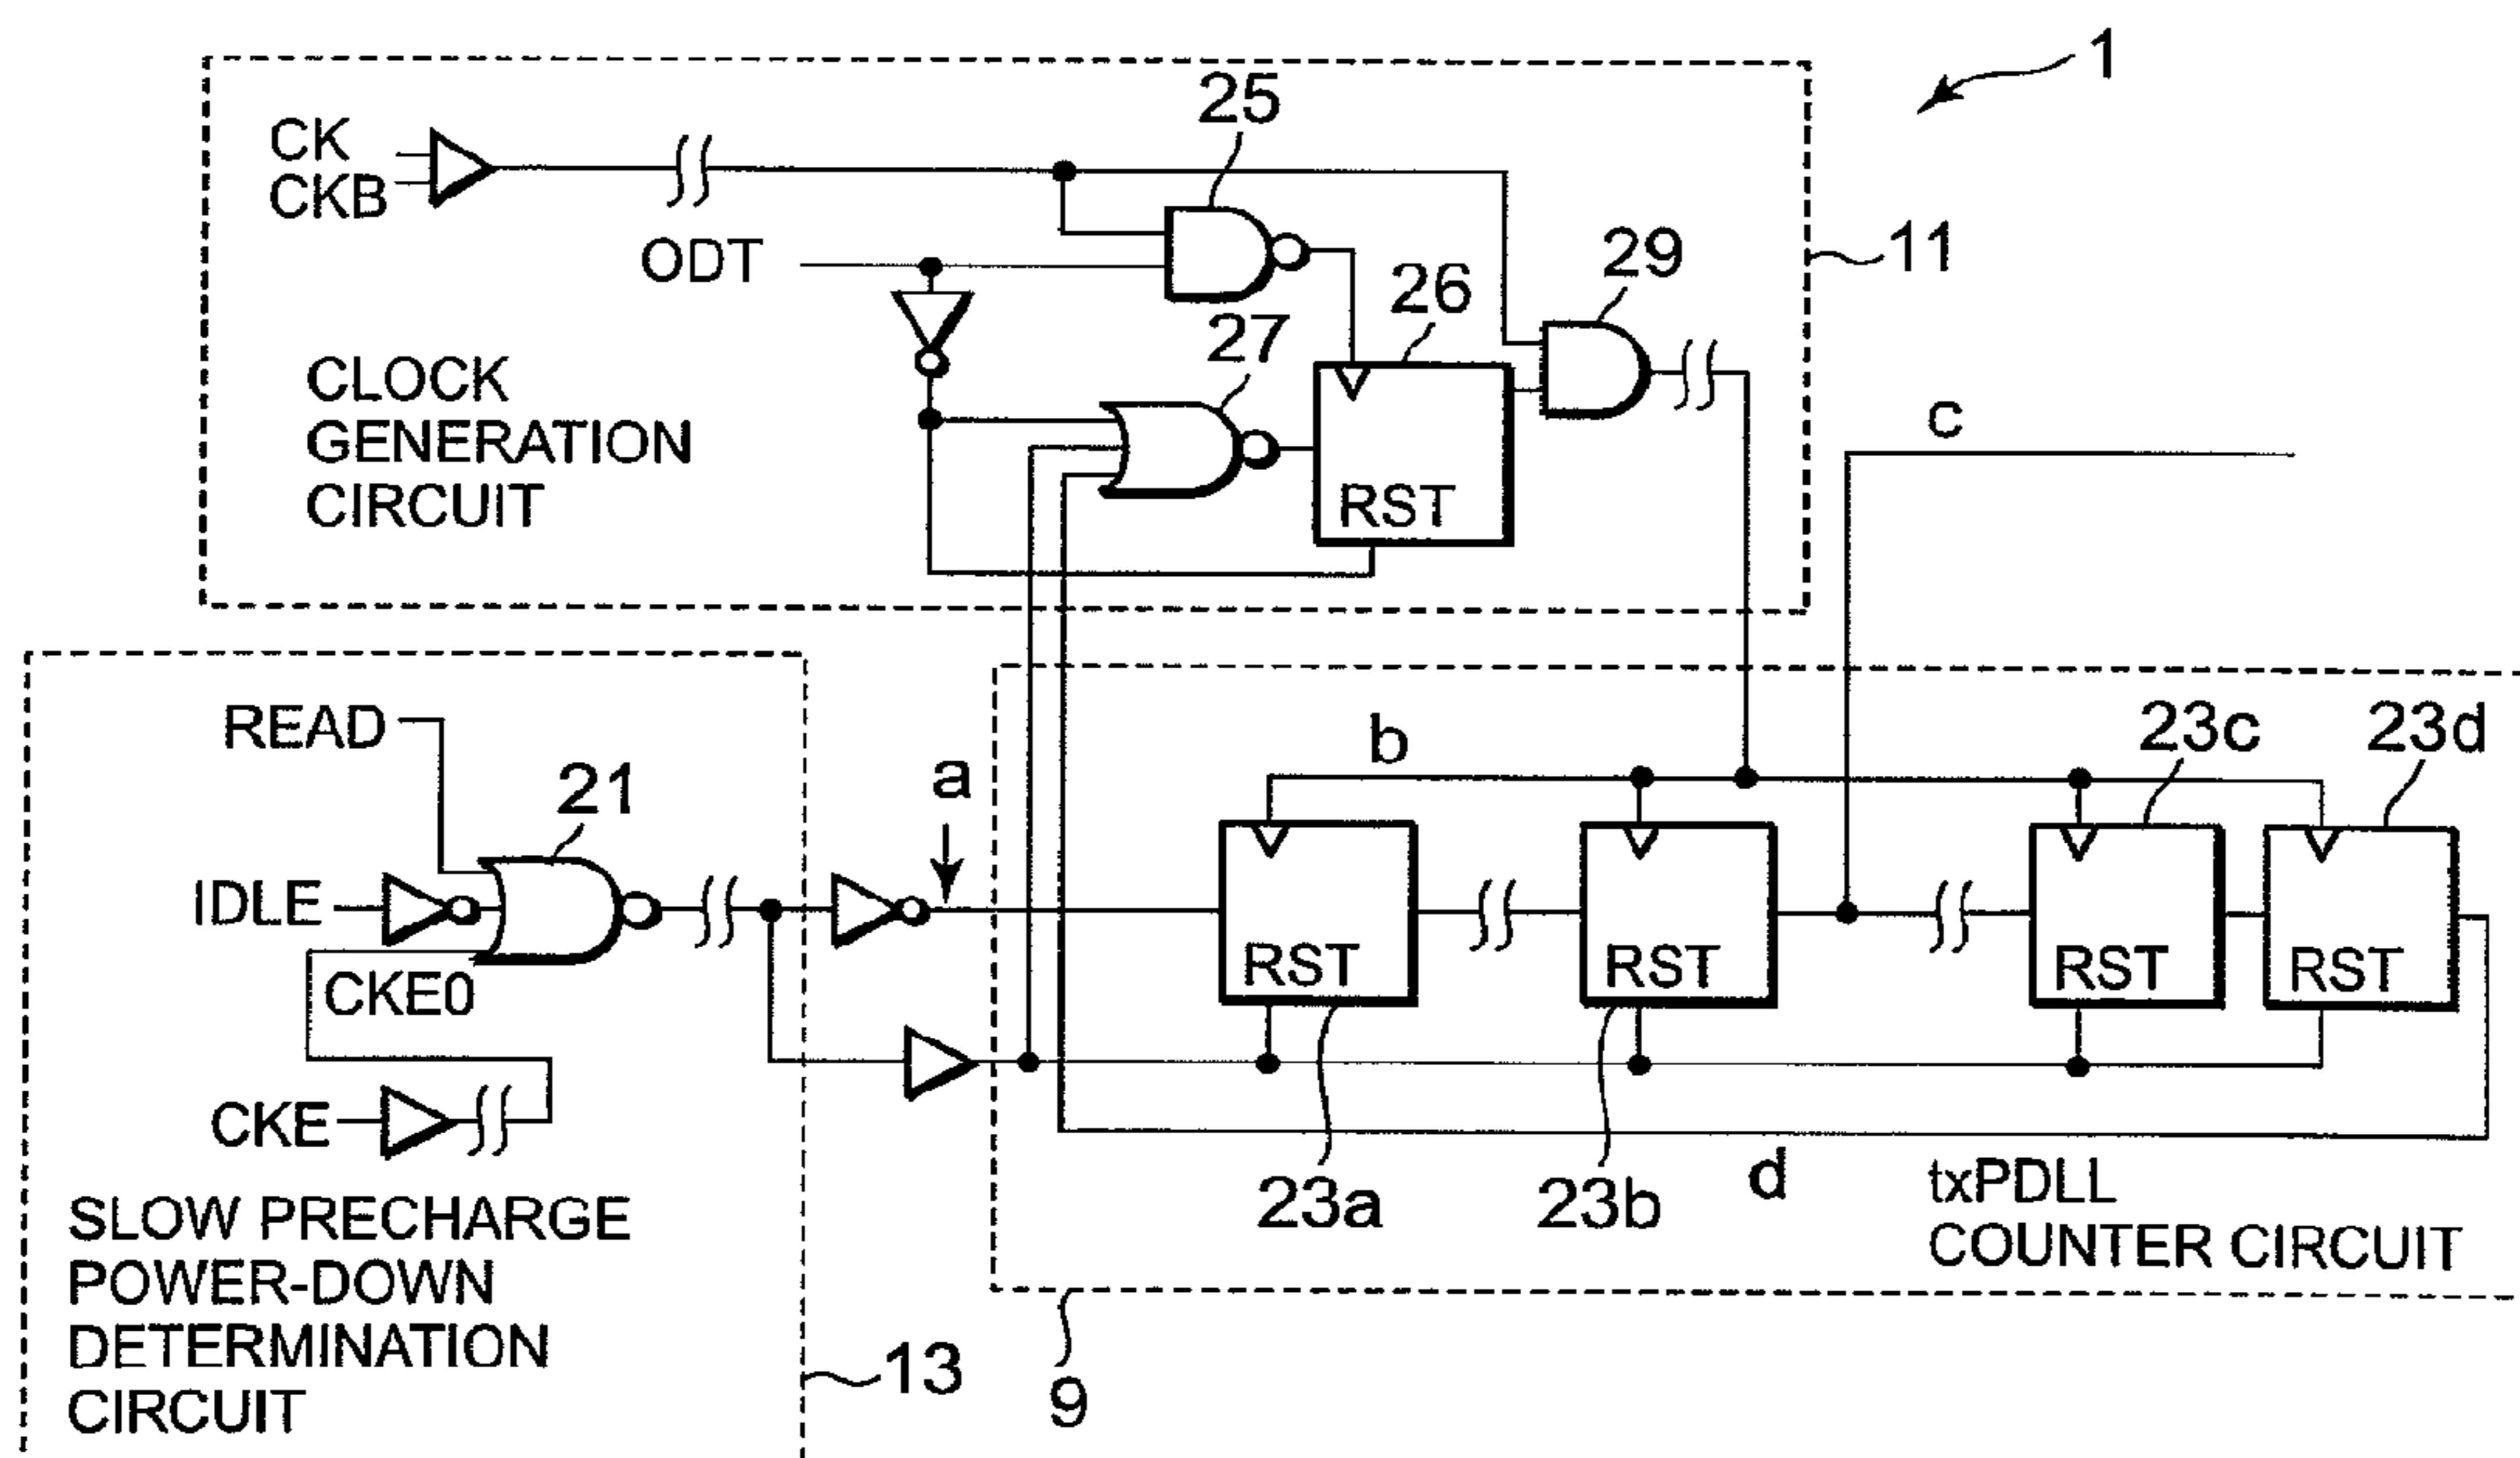 1
25
CK
CKB
ODT
29
11
26
27
CLOCK
GENERATION
CIRCUIT
RST
c
READ
21
a
b
23c
23d
IDLE
CKE0
RST
RST
RST
RST
CKE
23a
23b
d
txPDLL
COUNTER CIRCUIT
SLOW PRECHARGE
POWER-DOWN
DETERMINATION
CIRCUIT
13
9